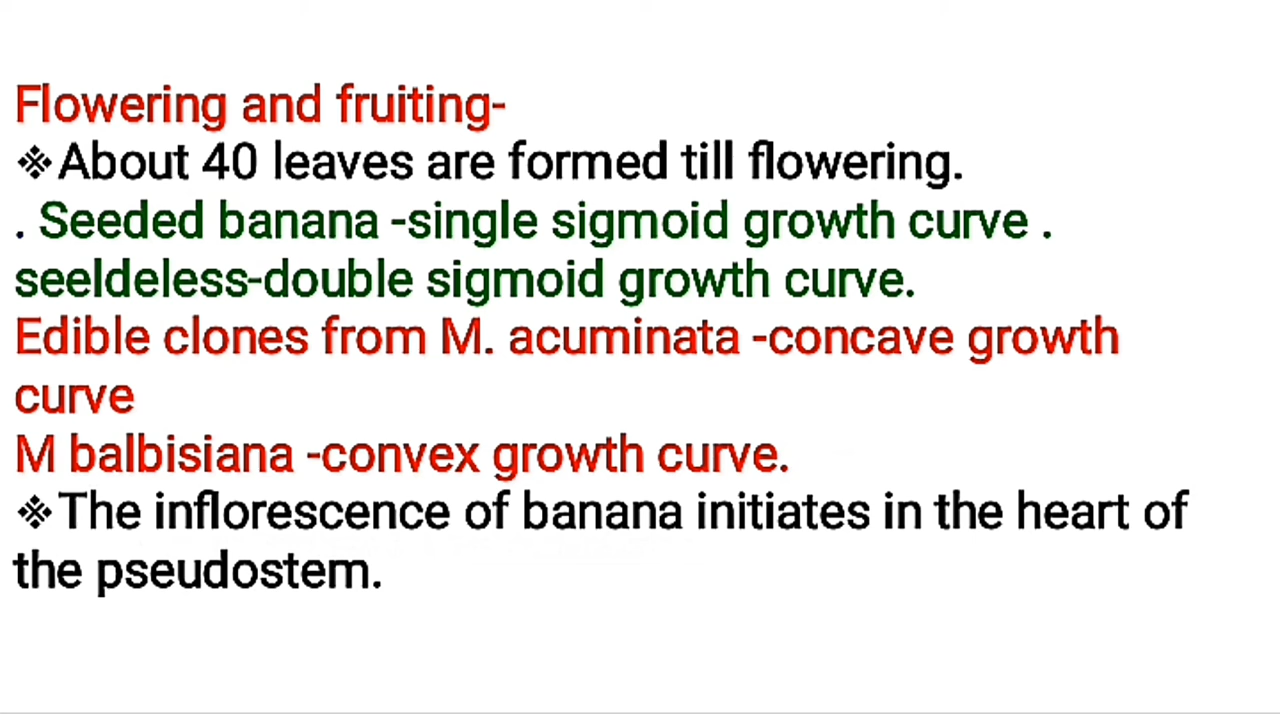 Flowering and fruiting-
※About 40 leaves are formed till flowering.
. Seeded banana -single sigmoid growth curve .
seeldeless-double sigmoid growth curve.
Edible clones from M. acuminata -concave growth
curve
M balbisiana -convex growth curve.
※The inflorescence of banana initiates in the heart of
the pseudostem.